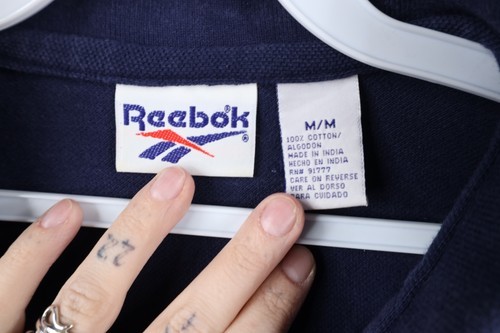 Reebok
®
M/M
100% COTTON/
ALGODON
MADE IN INDIA
HECHO EN INDIA
RN# 91777
CARE ON REVERSE
VER AL DORSO
PARA CUIDADO
22